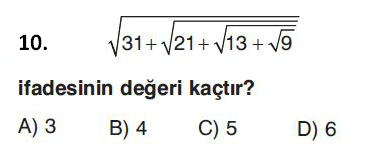 10. √31+√21+√13+√9
ifadesinin değeri kaçtır?
A) 3 B) 4 C) 5 D) 6